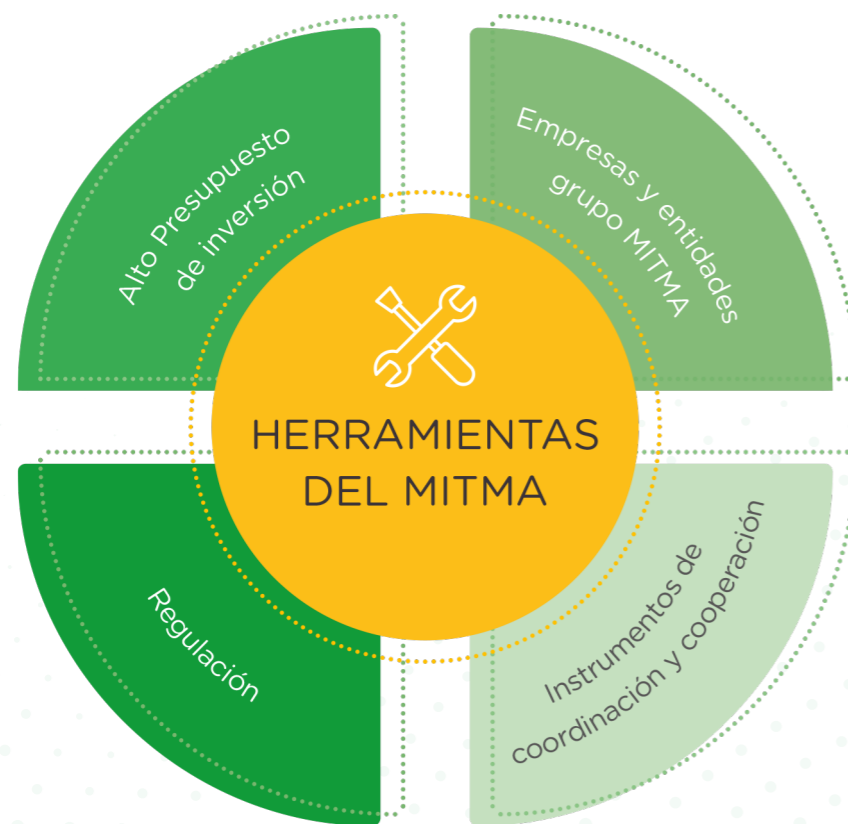 Alto Presupuesto
de inversión
Empresas y entidades
grupo MITMA
HERRAMIENTAS
DEL MITMA
Regulación
Instrumentos de
coordinación y cooperación